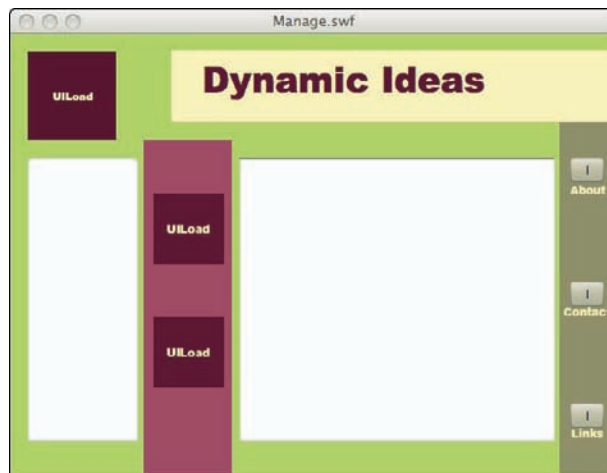 Manage.swf
UILoad
Dynamic Ideas
UILoad
UILoad
I
About
I
Contac
I
Links